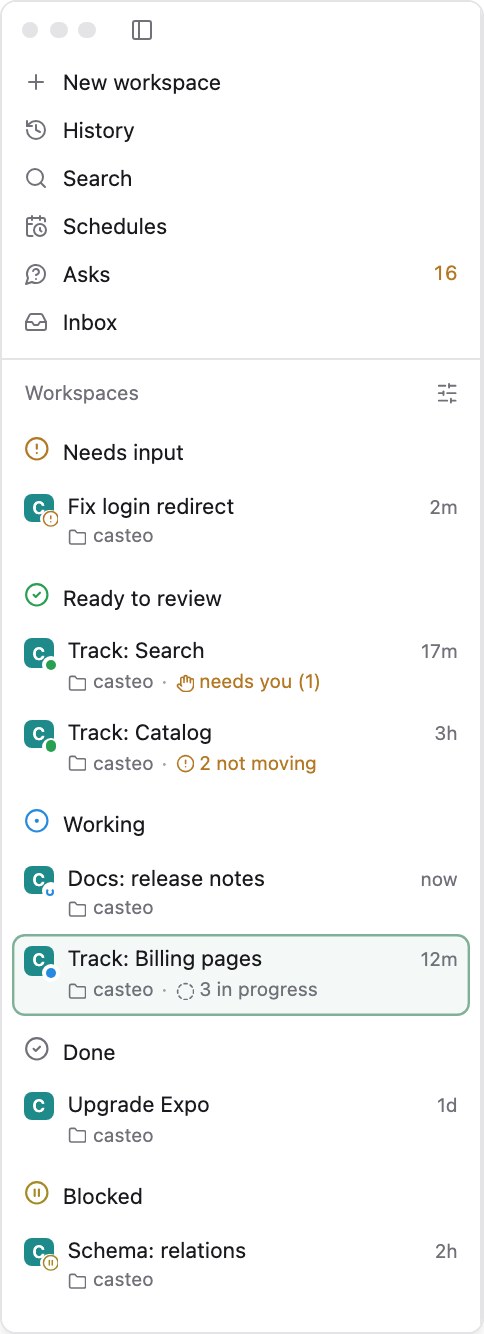 New workspace
History
Search
Schedules
Asks 16
Inbox
Workspaces
Needs input
C Fix login redirect 2m
casteo
Ready to review
C Track: Search 17m
casteo · needs you (1)
C Track: Catalog 3h
casteo · 2 not moving
Working
C Docs: release notes now
casteo
C Track: Billing pages 12m
casteo · 3 in progress
Done
C Upgrade Expo 1d
casteo
Blocked
C Schema: relations 2h
casteo